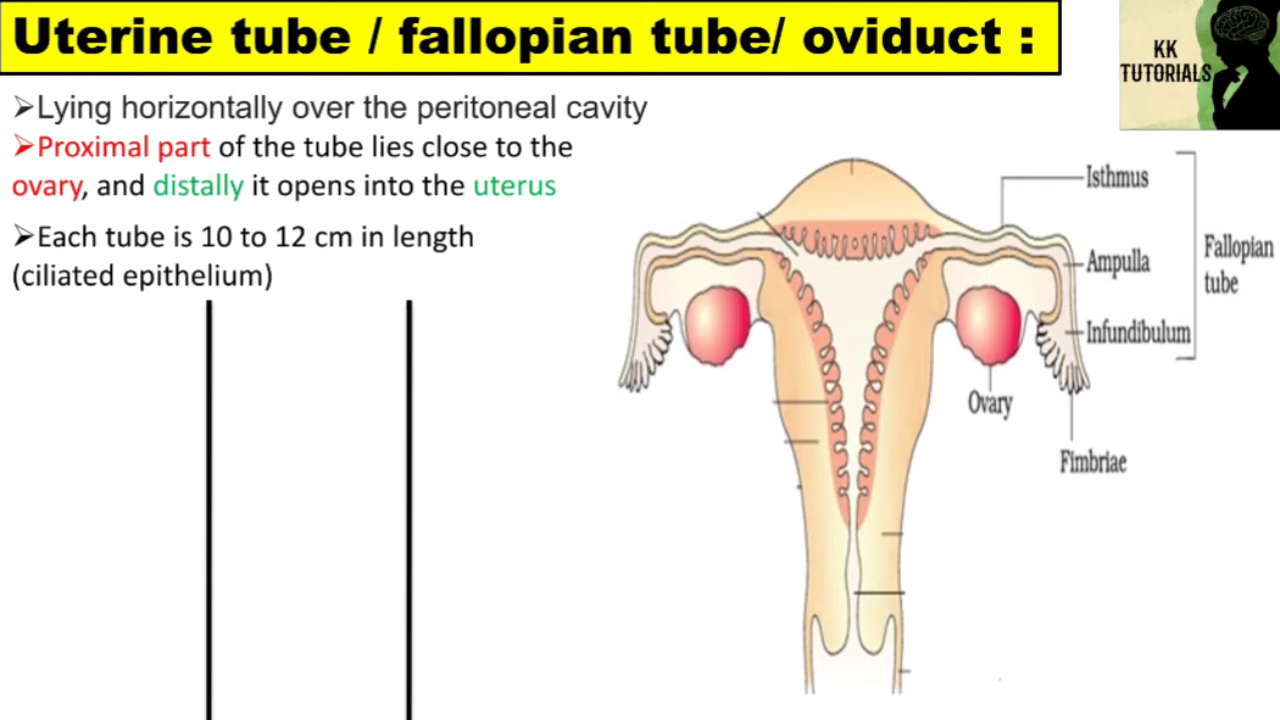 Uterine tube / fallopian tube/ oviduct :
KK
TUTORIALS
➢Lying horizontally over the peritoneal cavity
➢Proximal part of the tube lies close to the
ovary, and distally it opens into the uterus
➢Each tube is 10 to 12 cm in length
(ciliated epithelium)
Isthmus
Ampulla
Infundibulum
Fallopian
tube
Ovary
Fimbriae